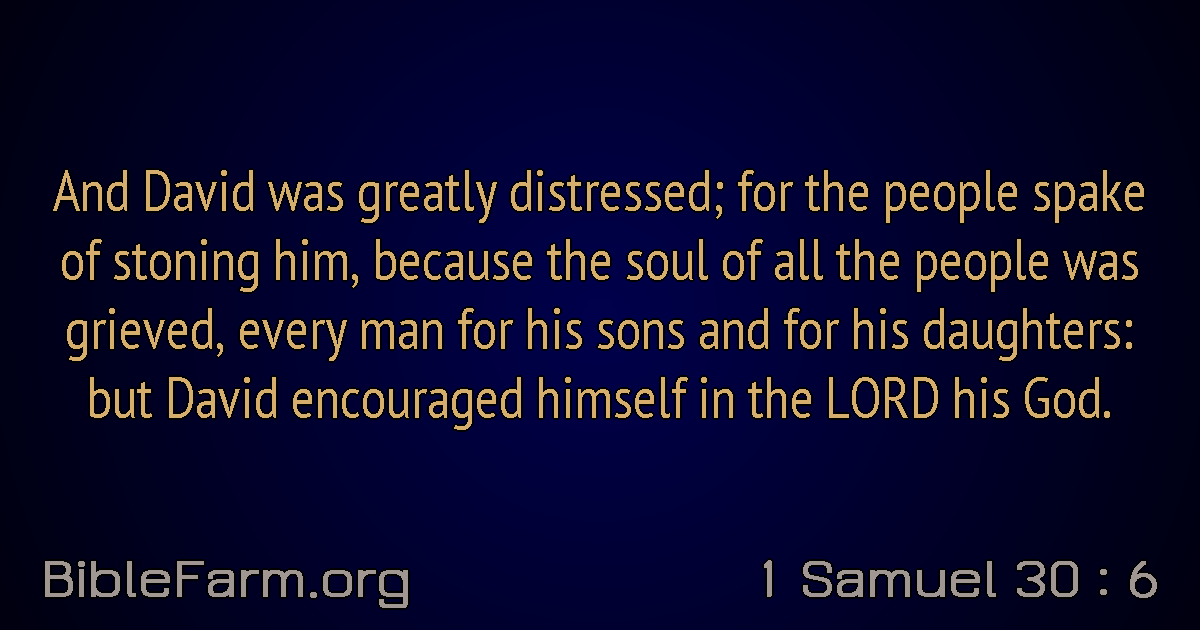 And David was greatly distressed; for the people spake
of stoning him, because the soul of all the people was
grieved, every man for his sons and for his daughters:
but David encouraged himself in the LORD his God.
BibleFarm.org
1 Samuel 30 : 6